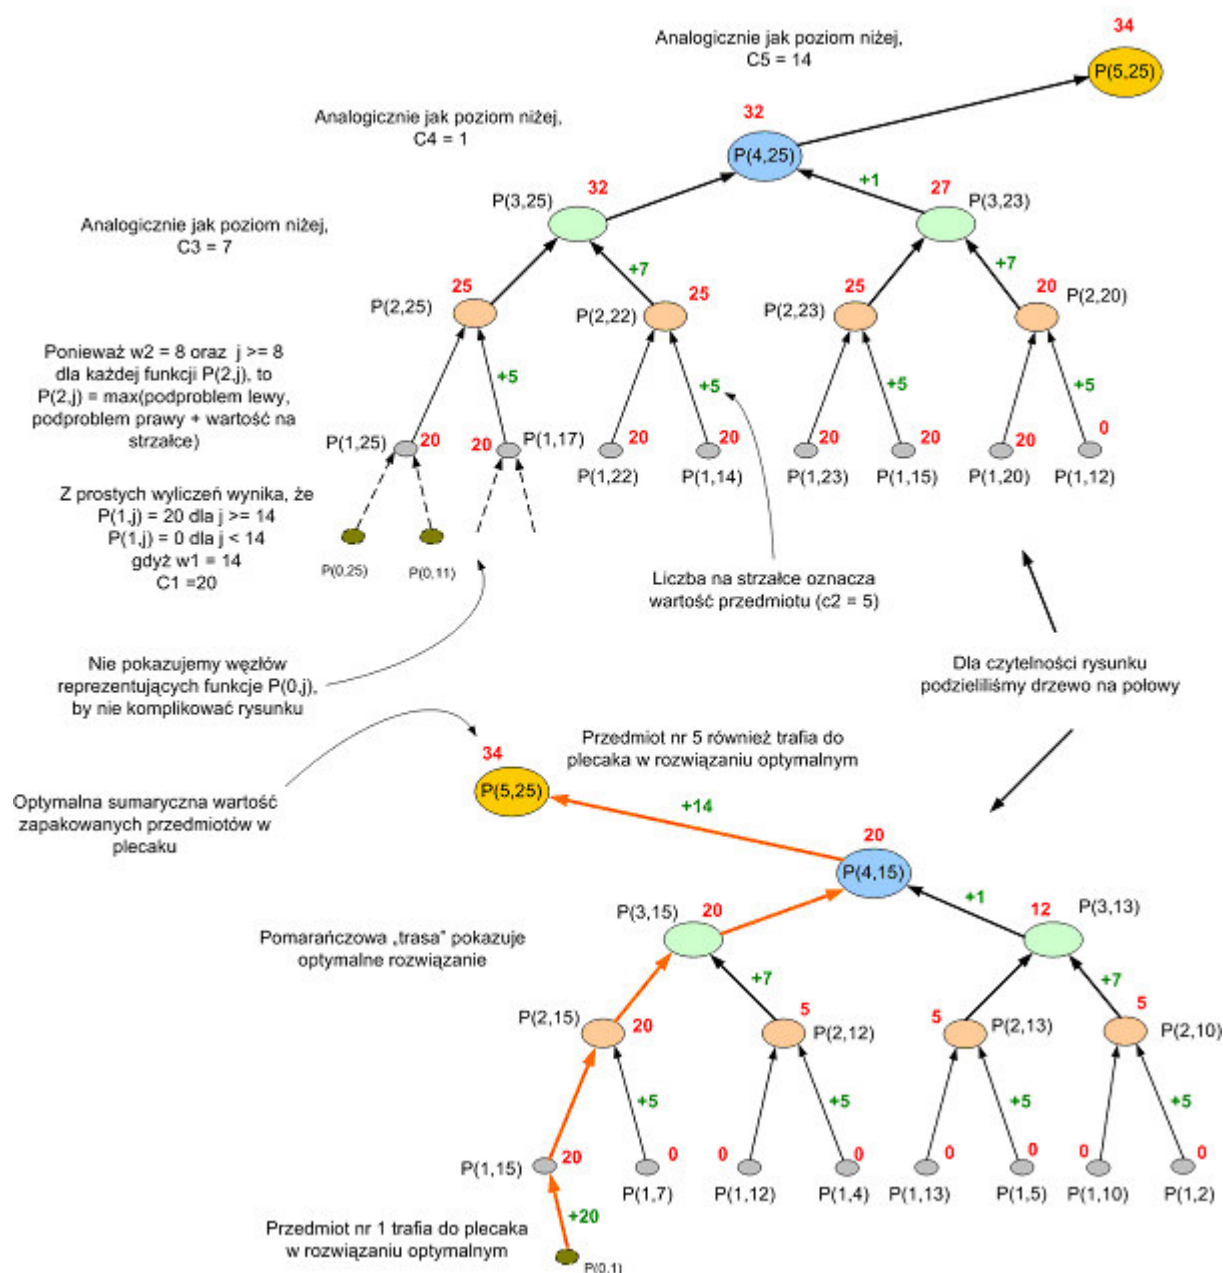 34
Analogicznie jak poziom niżej,
C5 = 14
P(5,25)
Analogicznie jak poziom niżej,
C4 = 1
32
P(4,25)
+1
P(3,25)
32
27
P(3,23)
Analogicznie jak poziom niżej,
C3 = 7
+7
+7
P(2,25)
25
P(2,22)
25
P(2,23)
25
20
P(2,20)
Ponieważ w2 = 8 oraz j >= 8
dla każdej funkcji P(2,j), to
P(2,j) = max(podproblem lewy,
podproblem prawy + wartość na
strzałce)
+5
+5
+5
+5
P(1,25)
20
20
P(1,17)
20
20
20
20
20
0
P(1,22)
P(1,14)
P(1,23)
P(1,15)
P(1,20)
P(1,12)
Z prostych wyliczeń wynika, że
P(1,j) = 20 dla j >= 14
P(1,j) = 0 dla j < 14
gdyż w1 = 14
C1 =20
P(0,25)
P(0,11)
Liczba na strzałce oznacza
wartość przedmiotu (c2 = 5)
Nie pokazujemy węzłów
reprezentujących funkcje P(0,j),
by nie komplikować rysunku
Dla czytelności rysunku
podzieliliśmy drzewo na połowy
Przedmiot nr 5 również trafia do
plecaka w rozwiązaniu optymalnym
34
P(5,25)
Optymalna sumaryczna wartość
zapakowanych przedmiotów w
plecaku
+14
20
P(4,15)
+1
P(3,15)
20
12
P(3,13)
Pomarańczowa „trasa” pokazuje
optymalne rozwiązanie
+7
+7
P(2,15)
20
5
P(2,12)
5
P(2,13)
5
P(2,10)
+5
+5
+5
+5
P(1,15)
20
0
0
0
0
0
0
0
P(1,7)
P(1,12)
P(1,4)
P(1,13)
P(1,5)
P(1,10)
P(1,2)
+20
Przedmiot nr 1 trafia do plecaka
w rozwiązaniu optymalnym
P(0,1)